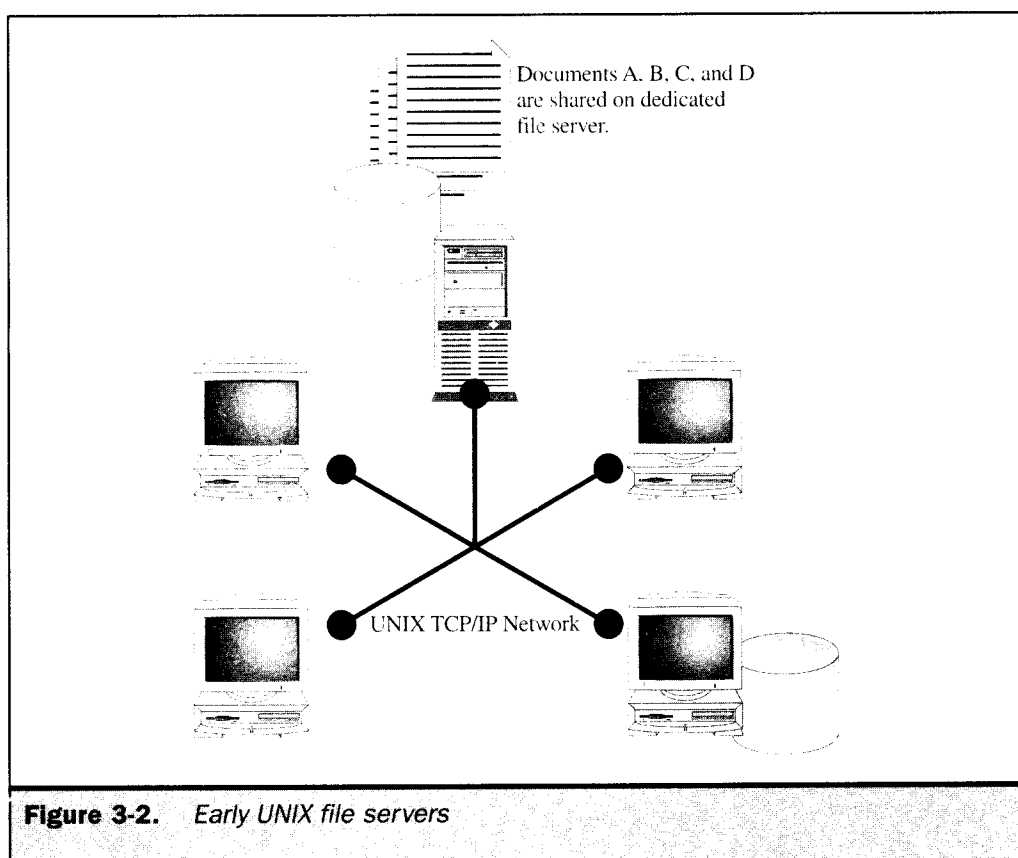 Documents A, B, C, and D
are shared on dedicated
file server.
UNIX TCP/IP Network
Figure 3-2. Early UNIX file servers